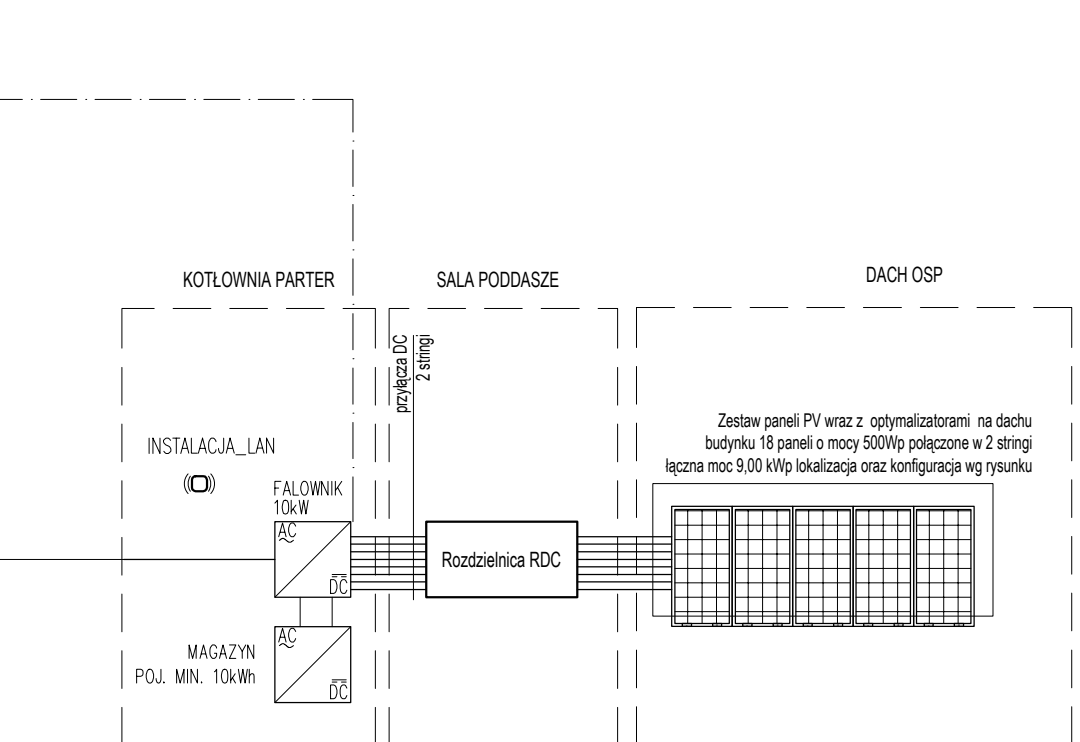 KOTŁOWNIA PARTER
SALA PODDASZE
DACH OSP
przyłącza DC
2 stringi
Zestaw paneli PV wraz z optymalizatorami na dachu
budynku 18 paneli o mocy 500Wp połączone w 2 stringi
łączna moc 9,00 kWp lokalizacja oraz konfiguracja wg rysunku
INSTALACJA_LAN
FALOWNIK
10kW
AC
DC
Rozdzielnica RDC
MAGAZYN
POJ. MIN. 10kWh
AC
DC